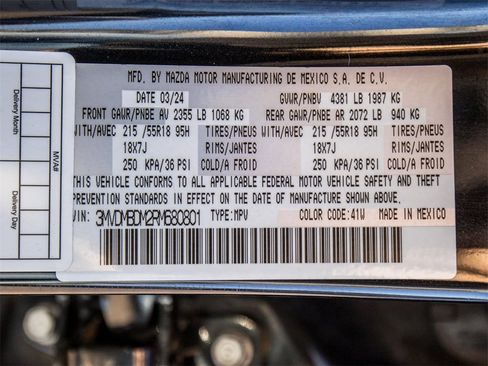 MFD. BY MAZDA MOTOR MANUFACTURING DE MEXICO S.A. DE C.V.
DATE 03/24 GVWR/PNBV 4381 LB 1987 KG
FRONT GAWR/PNBE AV 2355 LB 1068 KG REAR GAWR/PNBE AR 2072 LB 940 KG
WITH/AVEC 215 /55R18 95H TIRES/PNEUS WITH/AVEC 215 /55R18 95H TIRES/PNEUS
18X7J RIMS/JANTES 18X7J RIMS/JANTES
250 KPA/36 PSI COLD/A FROID 250 KPA/36 PSI COLD/A FROID
THIS VEHICLE CONFORMS TO ALL APPLICABLE FEDERAL MOTOR VEHICLE SAFETY AND THEFT
PREVENTION STANDARDS IN EFFECT ON THE DATE OF MANUFACTURE SHOWN ABOVE.
VIN: 3MVDMBDM2RM680801 TYPE:MPV COLOR CODE:41W MADE IN MEXICO
Delivery Month
Delivery Day